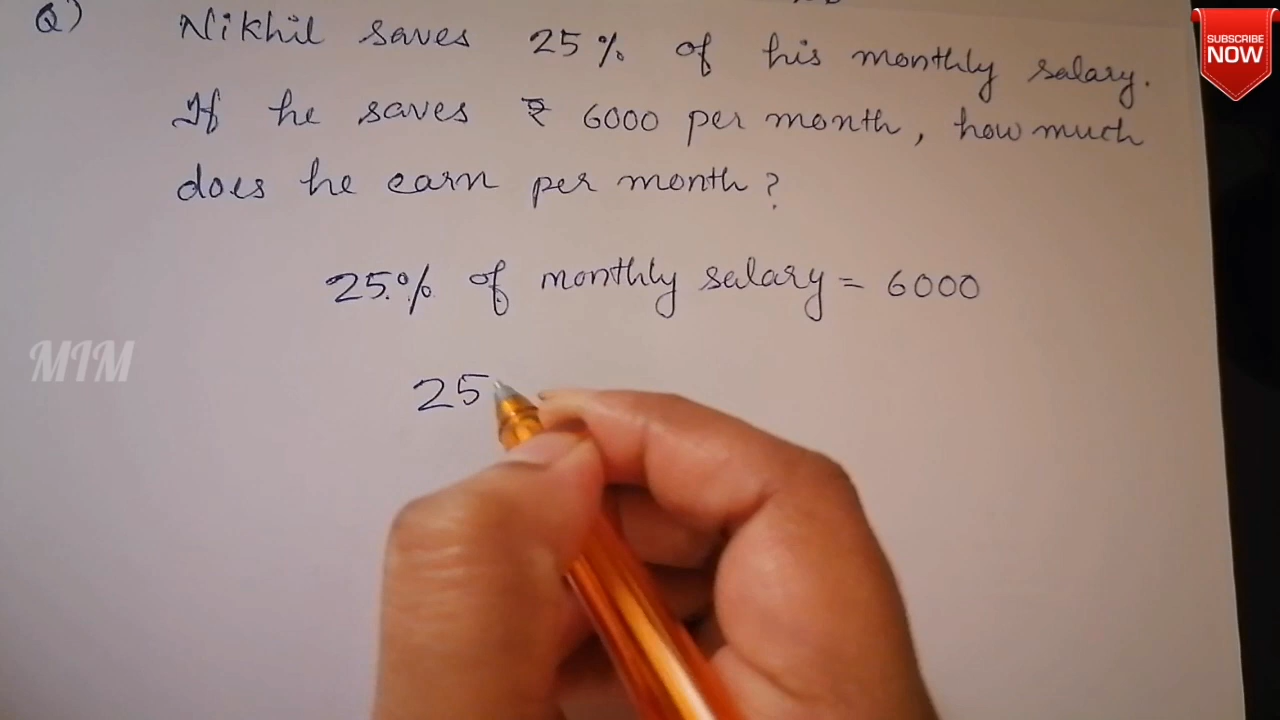 Q) Nikhil saves 25% of his monthly salary.
If he saves ₹ 6000 per month, how much
does he earn per month?
25% of monthly salary = 6000
25
MIM
SUBSCRIBE
NOW